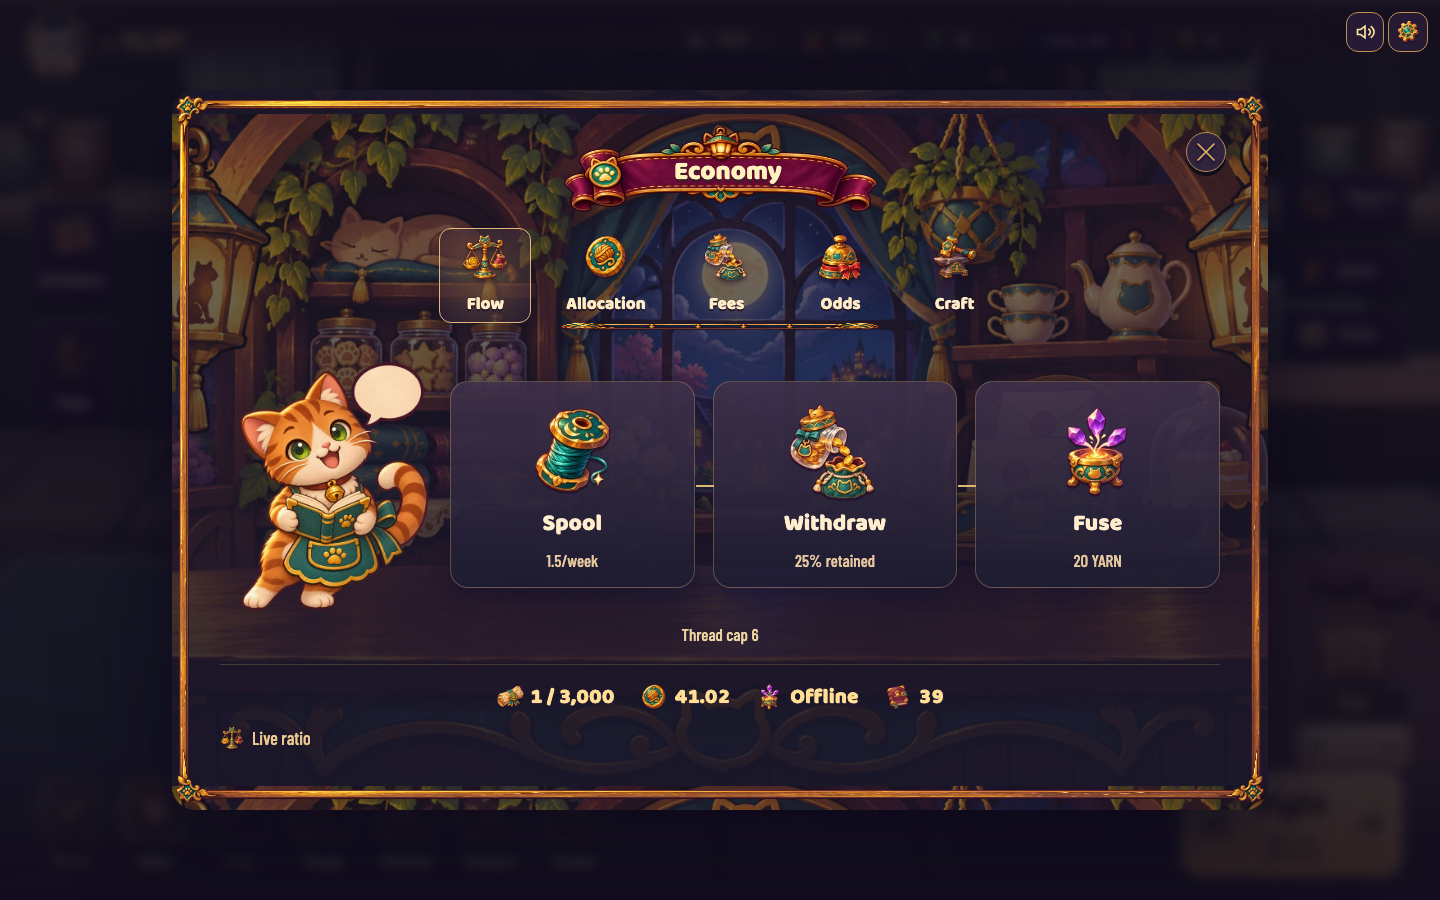 Economy
Flow
Allocation
Fees
Odds
Craft
Spool
1.5/week
Withdraw
25% retained
Fuse
20 YARN
Thread cap 6
1 / 3,000
41.02
Offline
39
Live ratio